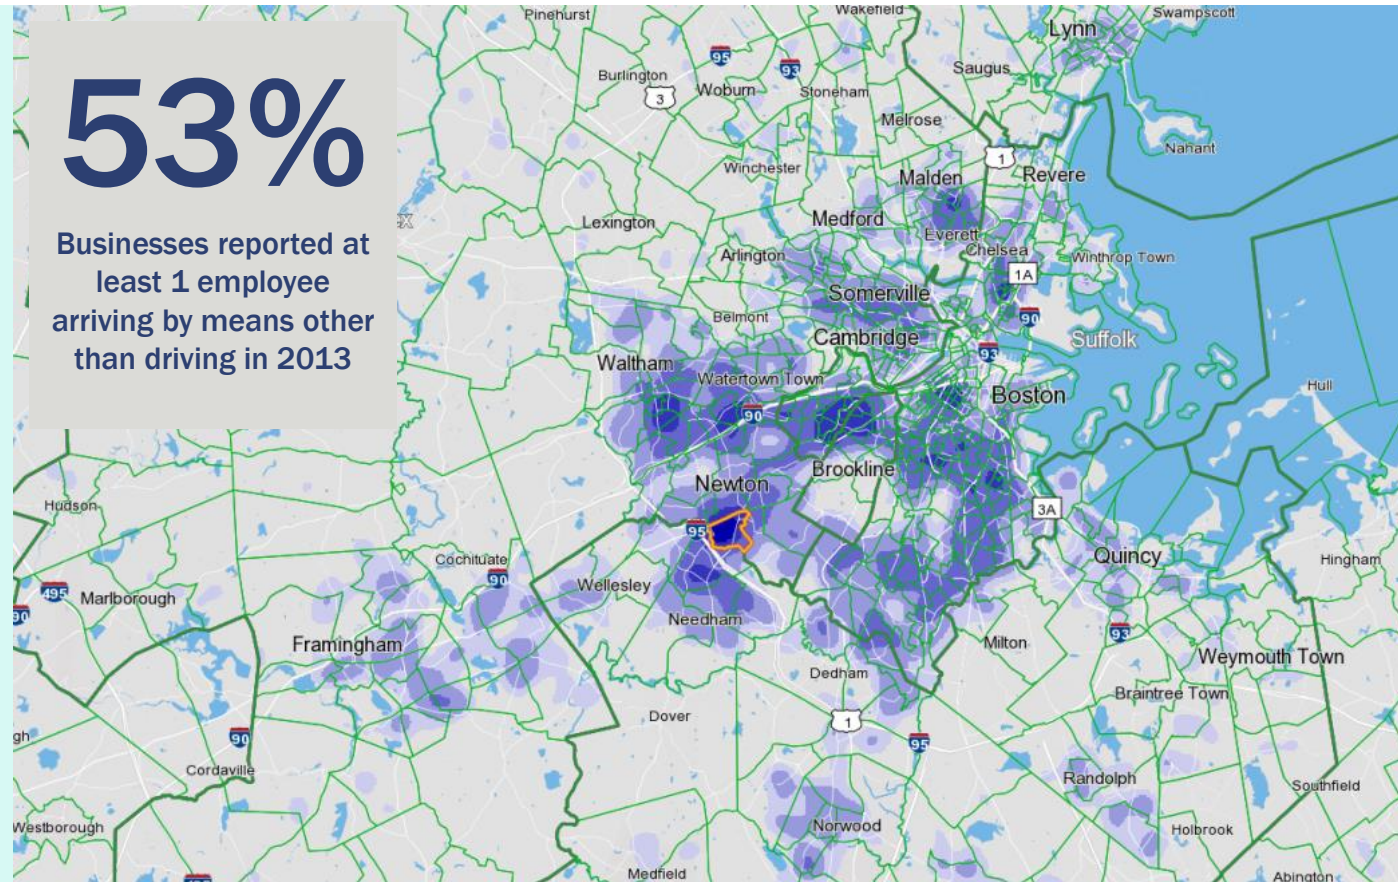 53%
Businesses reported at
least 1 employee
arriving by means other
than driving in 2013
Pinehurst
Wakefield
Swampscott
Lynn
95
93
Saugus
Burlington
3
Woburn
Stoneham
Melrose
Nahant
1
Winchester
Malden
Revere
Lexington
Medford
Everett
Chelsea
Arlington
Winthrop Town
1A
Somerville
Belmont
90
Cambridge
Suffolk
93
Waltham
Watertown Town
Hull
Boston
90
Brookline
Newton
Hudson
3A
95
Quincy
Cochituate
Hingham
90
Wellesley
495
Marlborough
90
Needham
93
Framingham
Milton
Weymouth Town
Dedham
Braintree Town
Dover
1
gh
90
95
Cordaville
Randolph
Southfield
Westborough
Norwood
Holbrook
Medfield
Abington